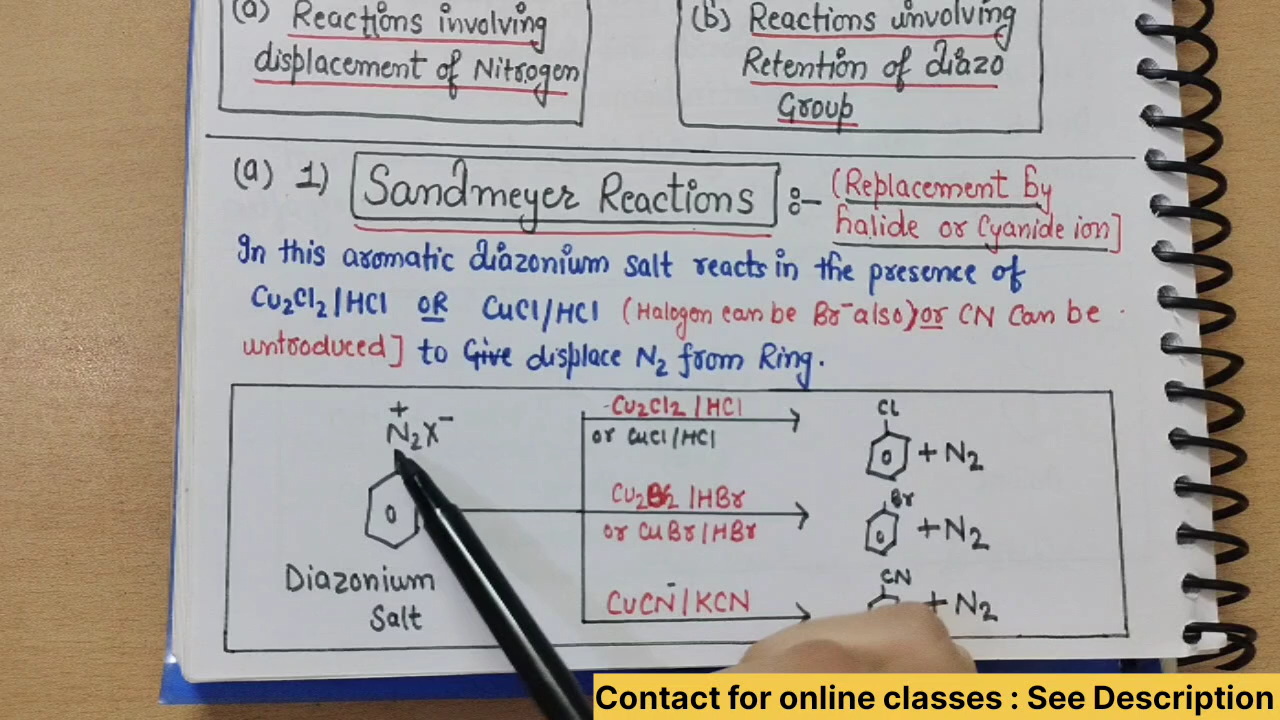 (a) Reactions involving
displacement of Nitrogen
(b) Reactions involving
Retention of diazo
Group
(a) 1) Sandmeyer Reactions :- (Replacement by
halide or Cyanide ion]
In this aromatic diazonium salt reacts in the presence of
Cu2Cl2/HCl OR CuCl/HCl (Halogen can be Br⁻ also) or CN Can be
untroduced] to Give displace N2 from Ring.
+
N2X⁻
Diazonium
Salt
Cu2Cl2/HCl
or CuCl/HCl
Cl
+ N2
Cu2Br2/HBr
or CuBr/HBr
Br
+ N2
CuCN⁻/KCN
CN
+ N2
Contact for online classes : See Description